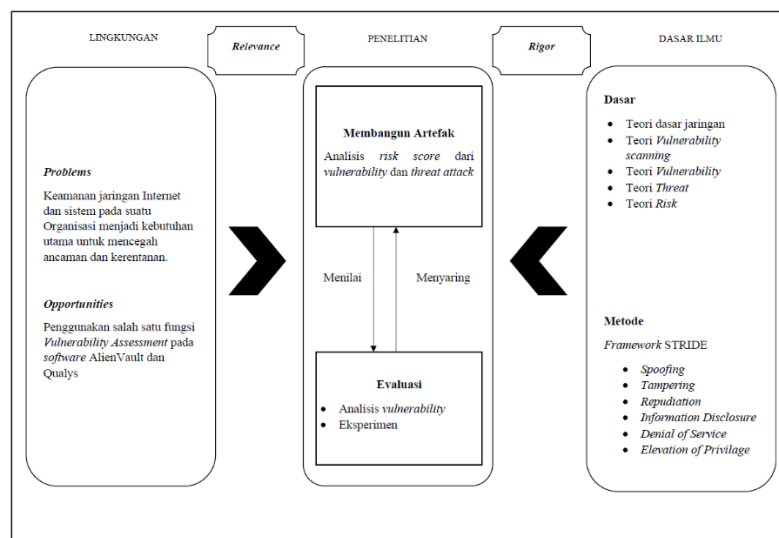 LINGKUNGAN
Relevance
PENELITIAN
Rigor
DASAR ILMU
Problems
Keamanan jaringan Internet
dan sistem pada suatu
Organisasi menjadi kebutuhan
utama untuk mencegah
ancaman dan kerentanan.
Opportunities
Penggunakan salah satu fungsi
Vulnerability Assessment pada
software AlienVault dan
Qualys
Membangun Artefak
Analisis risk score dari
vulnerability dan threat attack
Menilai
Menyaring
Evaluasi
• Analisis vulnerability
• Eksperimen
Dasar
• Teori dasar jaringan
• Teori Vulnerability
scanning
• Teori Vulnerability
• Teori Threat
• Teori Risk
Metode
Framework STRIDE
• Spoofing
• Tampering
• Repudiation
• Information Disclosure
• Denial of Service
• Elevation of Privilage